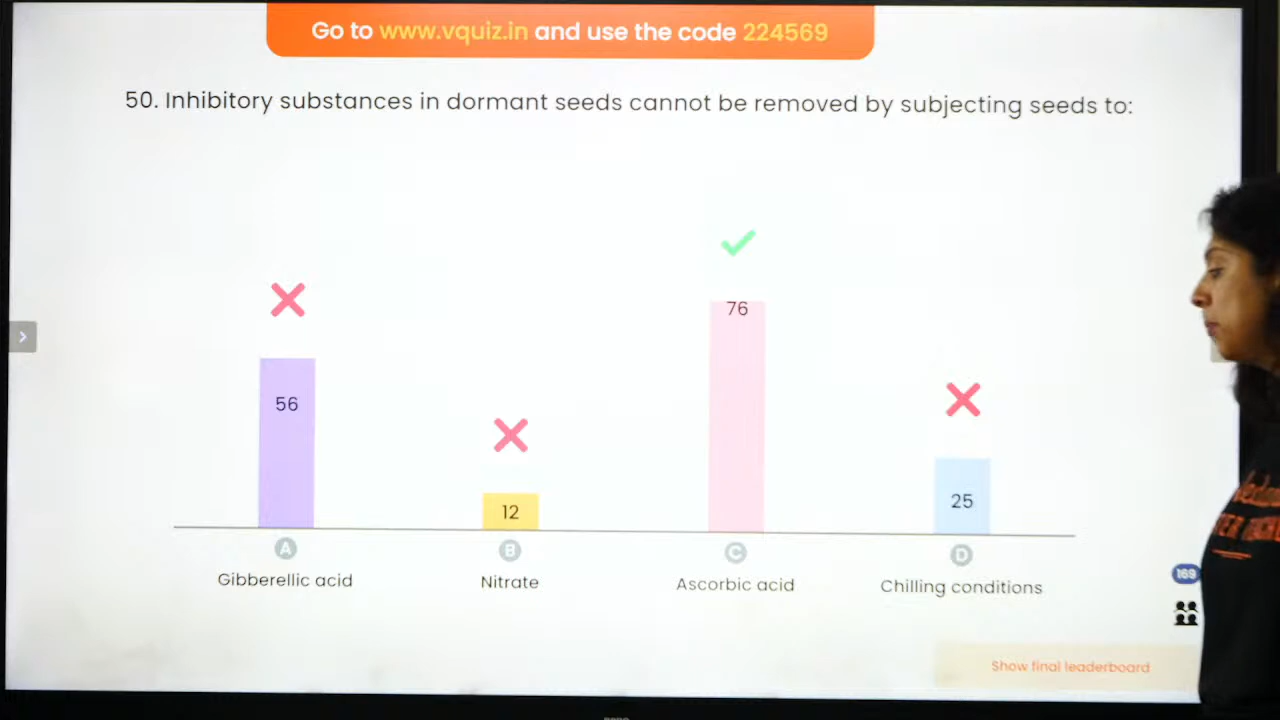 Go to www.vquiz.in and use the code 224569
50. Inhibitory substances in dormant seeds cannot be removed by subjecting seeds to:
56
12
76
25
A
B
C
D
Gibberellic acid
Nitrate
Ascorbic acid
Chilling conditions
169
Show final leaderboard